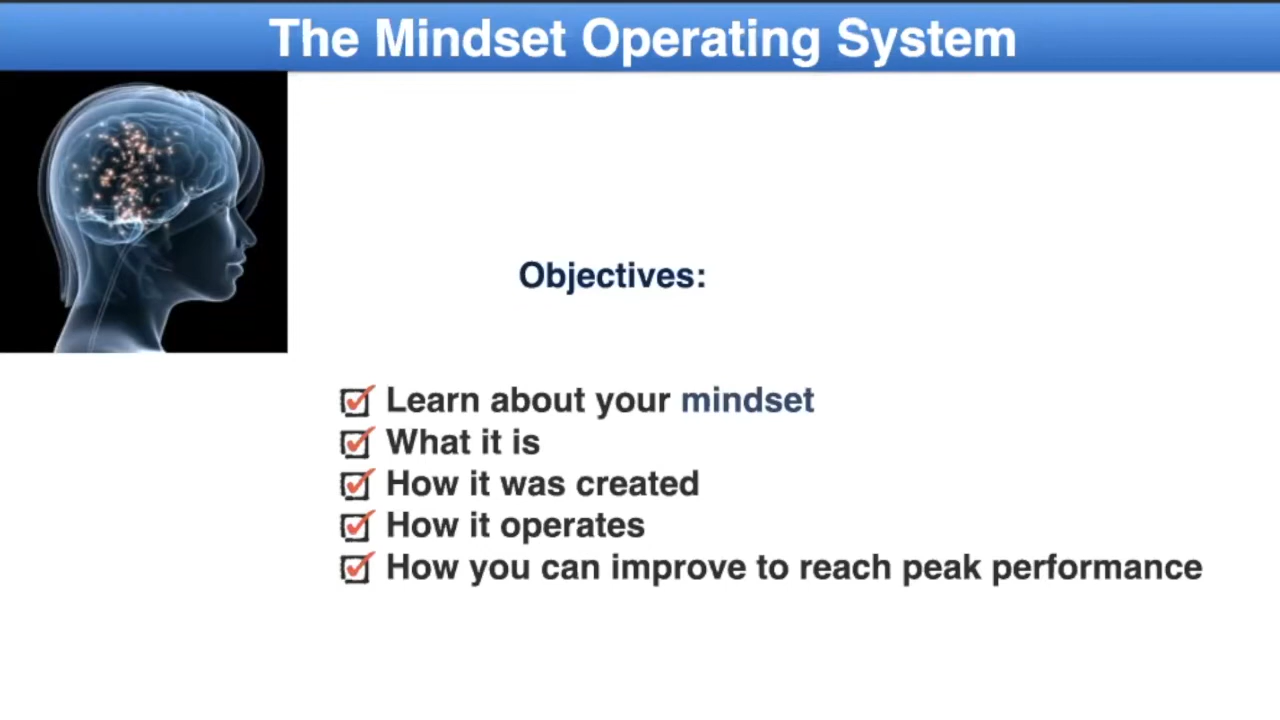 The Mindset Operating System
Objectives:
Learn about your mindset
What it is
How it was created
How it operates
How you can improve to reach peak performance